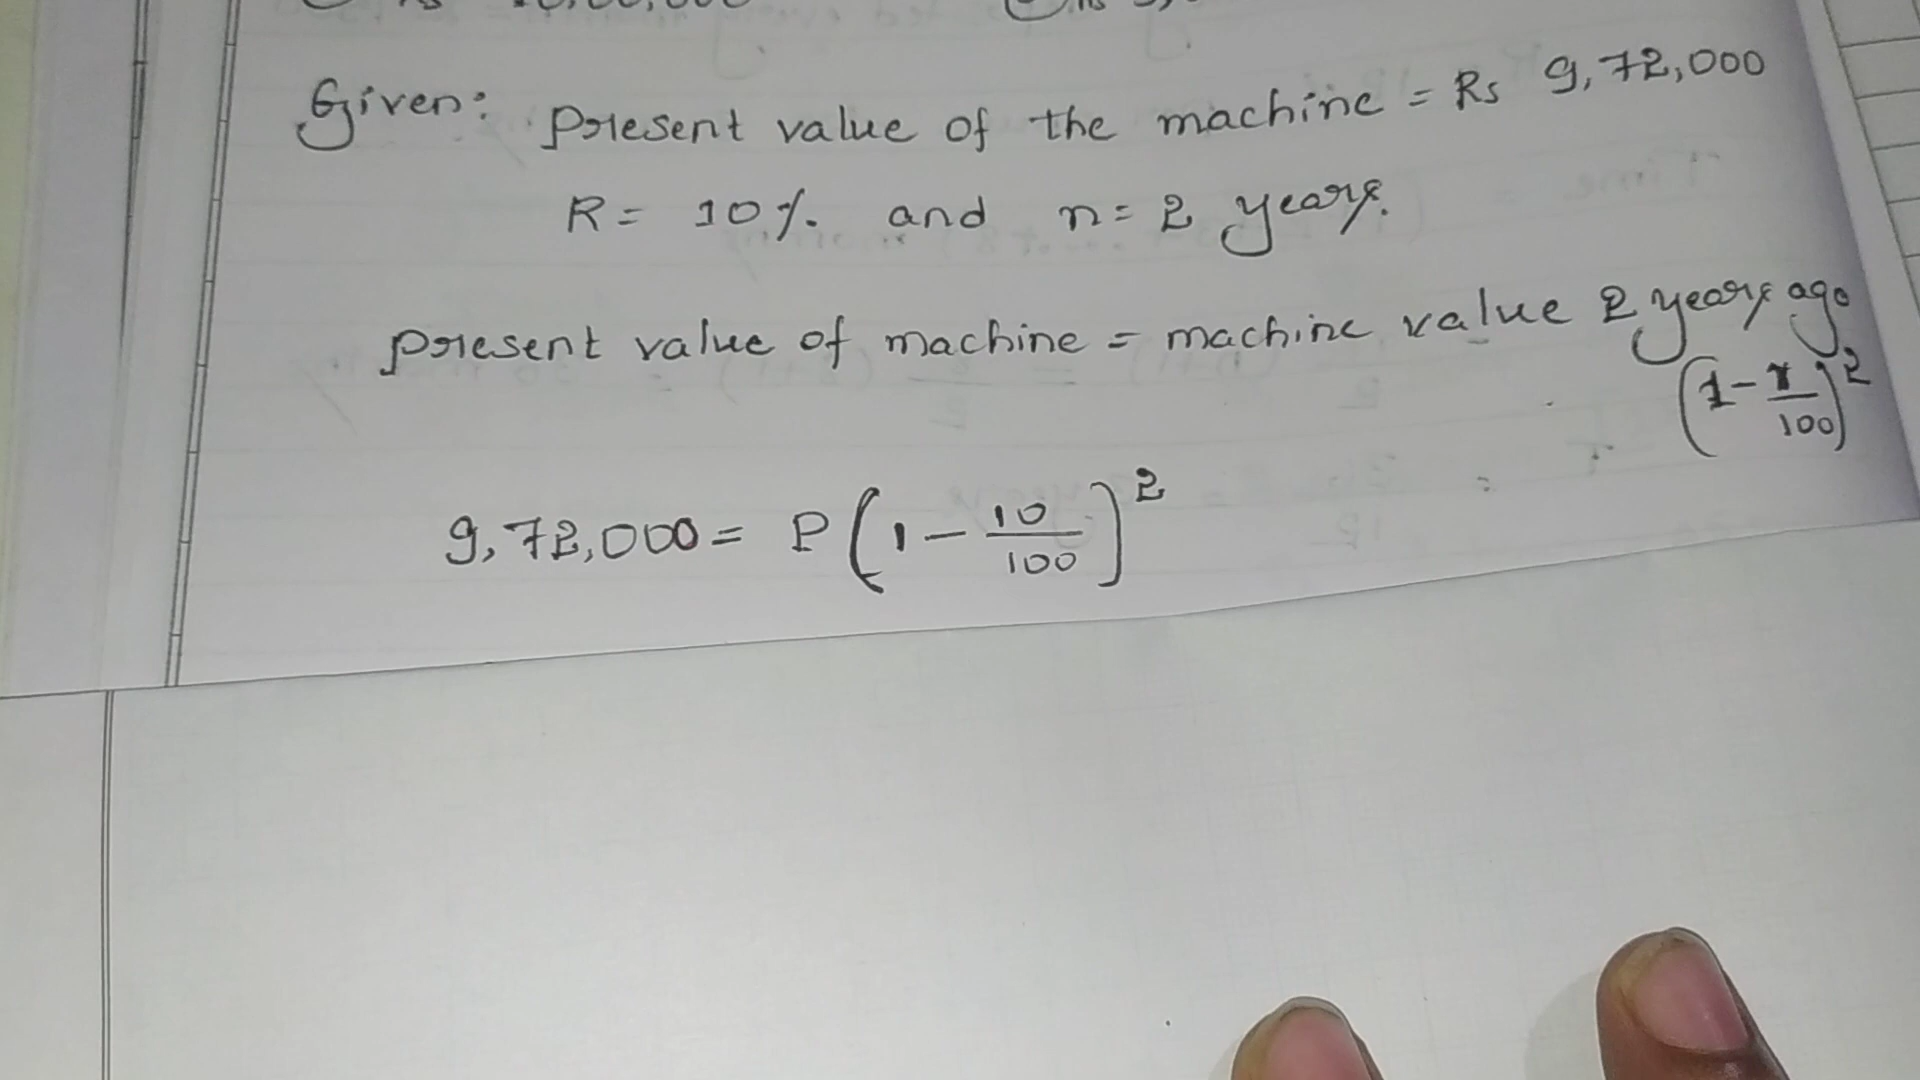 Given: present value of the machine = Rs 9,72,000
R = 10% and n = 2 years.
present value of machine = machine value 2 years ago
(1 - r/100)^2
9,72,000 = P(1 - 10/100)^2